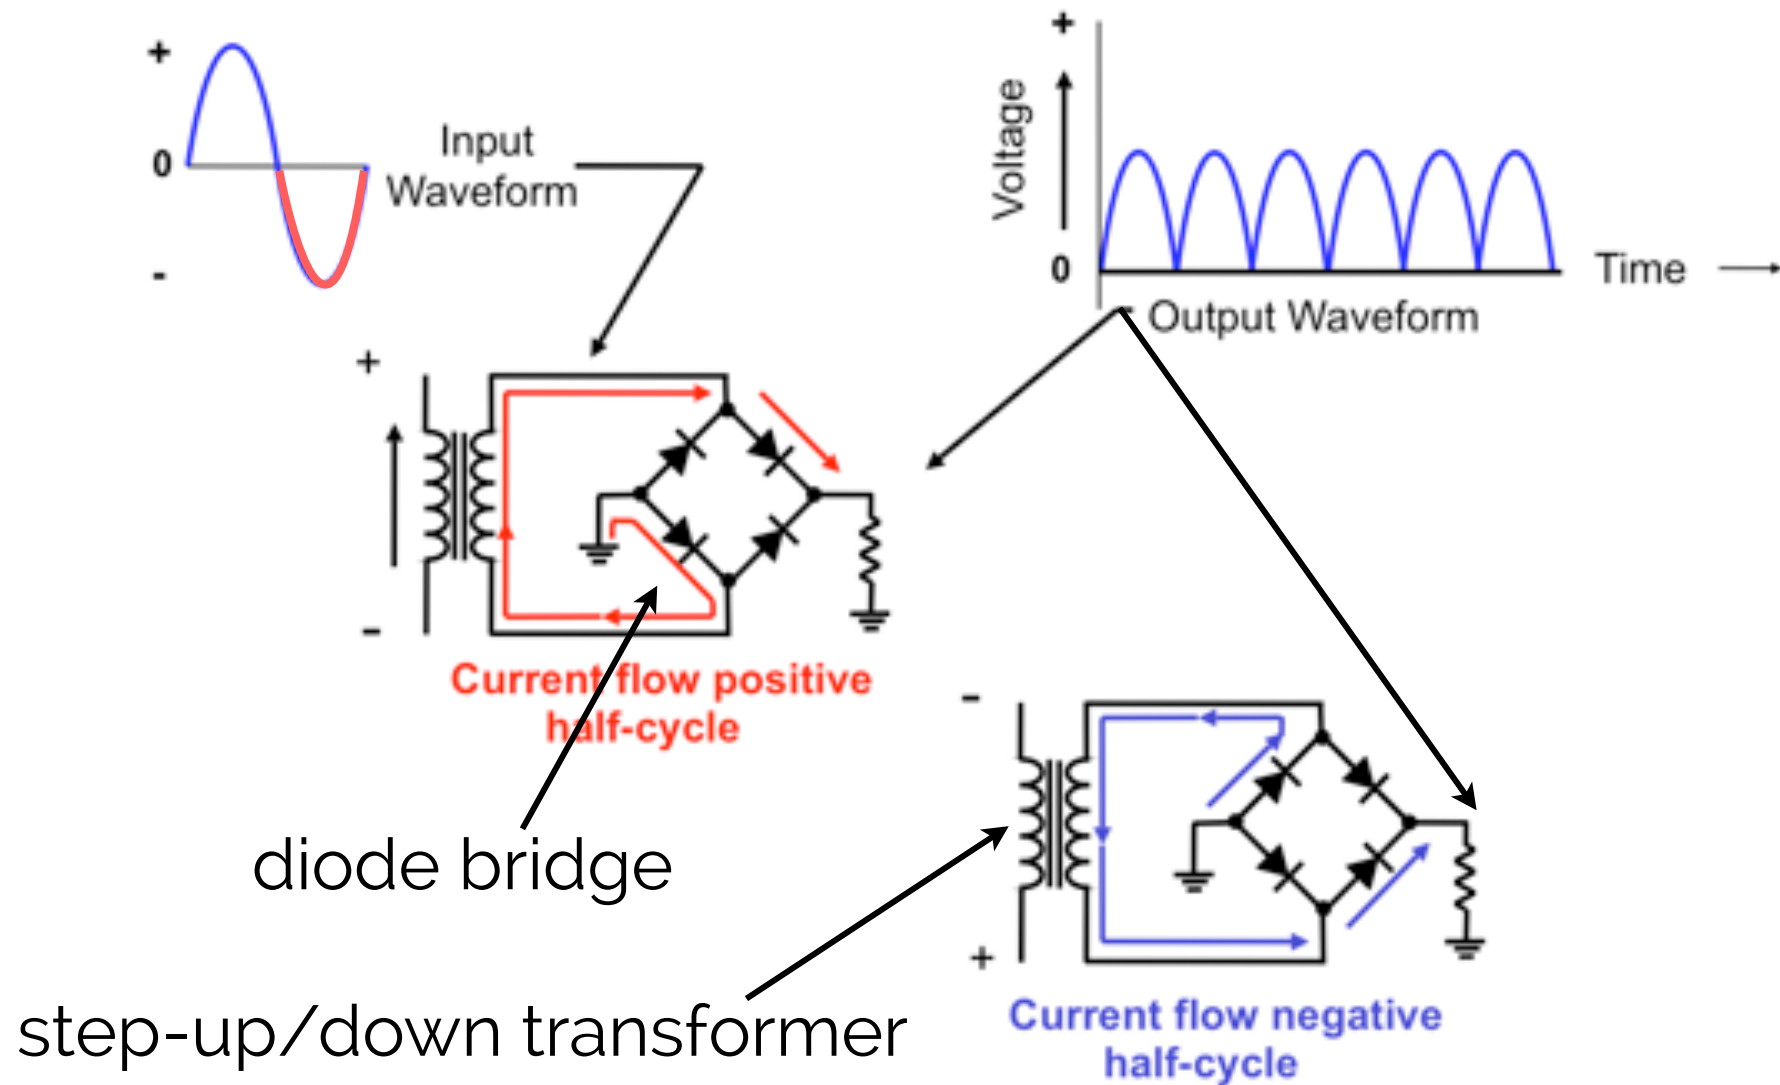 +
0
-
Input
Waveform
+
Voltage
0
-
Time
Output Waveform
+
-
Current flow positive
half-cycle
-
+
diode bridge
step-up/down transformer
Current flow negative
half-cycle